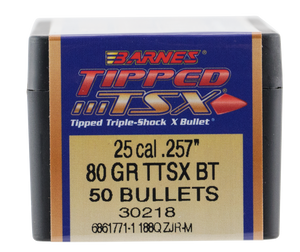 BARNES
TIPPED
TSX
Tipped Triple-Shock X Bullet
25 cal .257"
80 GR TTSX BT
50 BULLETS
30218
6861771-1 188Q ZJR-M